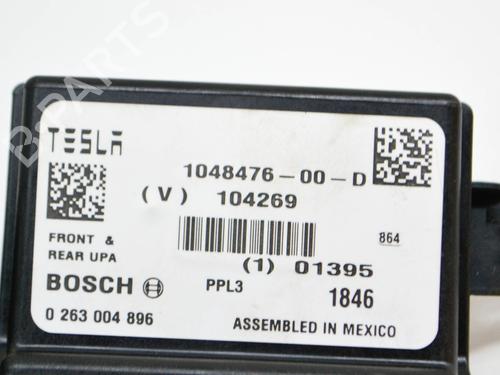 TESLA
1048476-00-D
(V) 104269
FRONT &
REAR UPA
864
(1) 01395
BOSCH
PPL3
1846
0 263 004 896
ASSEMBLED IN MEXICO
B-PARTS